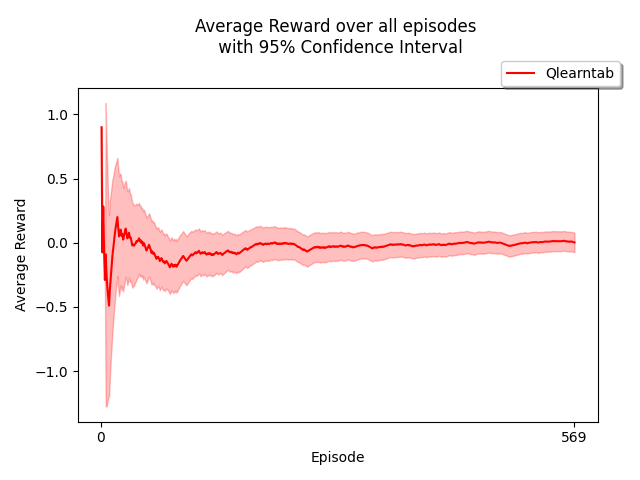 Average Reward over all episodes
with 95% Confidence Interval
Qlearntab
1.0
0.5
0.0
−0.5
−1.0
Average Reward
0
569
Episode